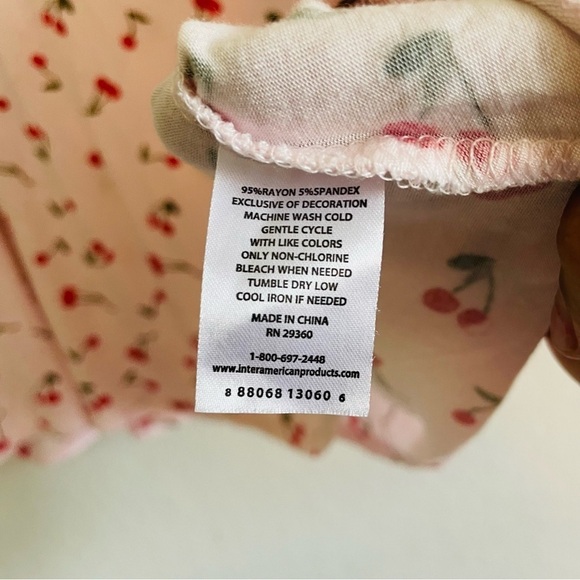 95%RAYON 5%SPANDEX
EXCLUSIVE OF DECORATION
MACHINE WASH COLD
GENTLE CYCLE
WITH LIKE COLORS
ONLY NON-CHLORINE
BLEACH WHEN NEEDED
TUMBLE DRY LOW
COOL IRON IF NEEDED
MADE IN CHINA
RN 29360
1-800-697-2448
www.interamericanproducts.com
8 88068 13060 6